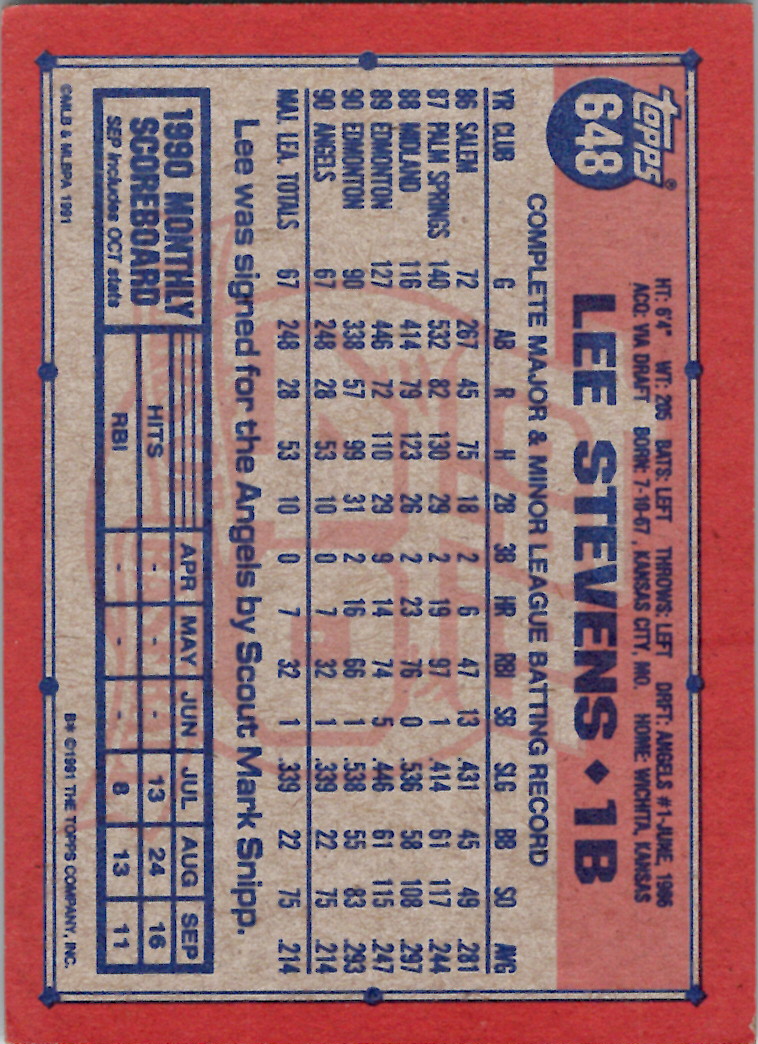 TOPPS®
648
HT: 6'4" WT: 205 BATS: LEFT THROWS: LEFT DRFT: ANGELS #1-JUNE, 1986
ACQ: VIA DRAFT BORN: 7-10-67, KANSAS CITY, MO. HOME: WICHITA, KANSAS
LEE STEVENS ♦ 1B
COMPLETE MAJOR & MINOR LEAGUE BATTING RECORD
YR CLUB G AB R H 2B 3B HR RBI SB SLG BB SO AVG
86 SALEM 72 267 45 75 18 2 6 47 13 .431 45 49 .281
87 PALM SPRINGS 140 532 82 130 29 2 19 97 1 .414 61 117 .244
88 MIDLAND 116 414 79 123 26 2 23 76 0 .536 58 108 .297
89 EDMONTON 127 446 72 110 29 9 14 74 5 .446 61 115 .247
90 EDMONTON 90 338 57 99 31 2 16 66 1 .538 55 83 .293
90 ANGELS 67 248 28 53 10 0 7 32 1 .339 22 75 .214
MAJ. LEA. TOTALS 67 248 28 53 10 0 7 32 1 .339 22 75 .214
Lee was signed for the Angels by Scout Mark Snipp.
1990 MONTHLY
SCOREBOARD
SEP includes OCT stats
APR MAY JUN JUL AUG SEP
HITS - - - 13 24 16
RBI - - - 8 13 11
©MLB & MLBPA 1991
B* ©1991 THE TOPPS COMPANY, INC.